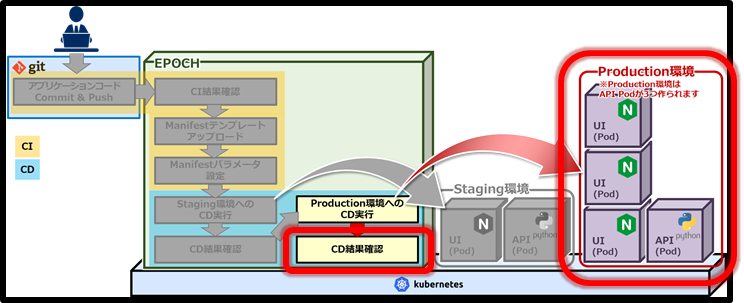 git
アプリケーションコード
Commit & Push
CI
CD
EPOCH
CI結果確認
Manifestテンプレート
アップロード
Manifestパラメータ
設定
Staging環境への
CD実行
CD結果確認
Production環境への
CD実行
CD結果確認
Staging環境
UI
(Pod)
API
(Pod)
python
Production環境
※Production環境は
API Podが3つ作られます
UI
(Pod)
UI
(Pod)
UI
(Pod)
API
(Pod)
python
kubernetes